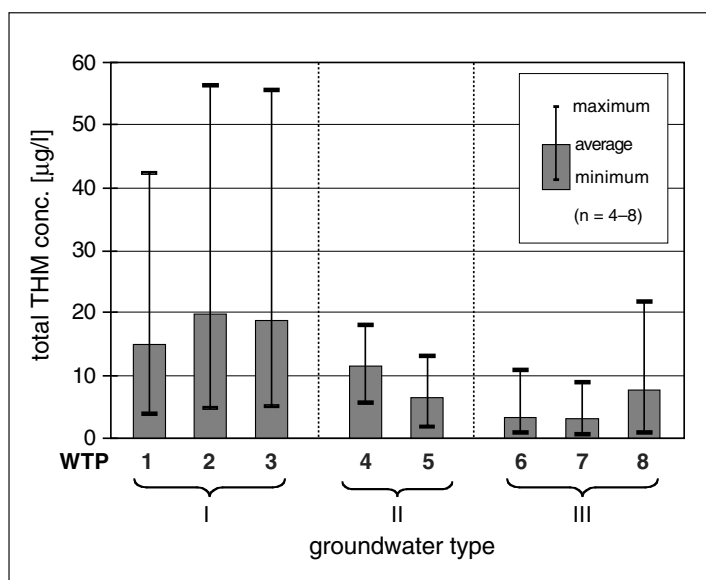 total THM conc. [µg/l]
60
50
40
30
20
10
0
maximum
average
minimum
(n = 4–8)
WTP 1 2 3 4 5 6 7 8
I II III
groundwater type